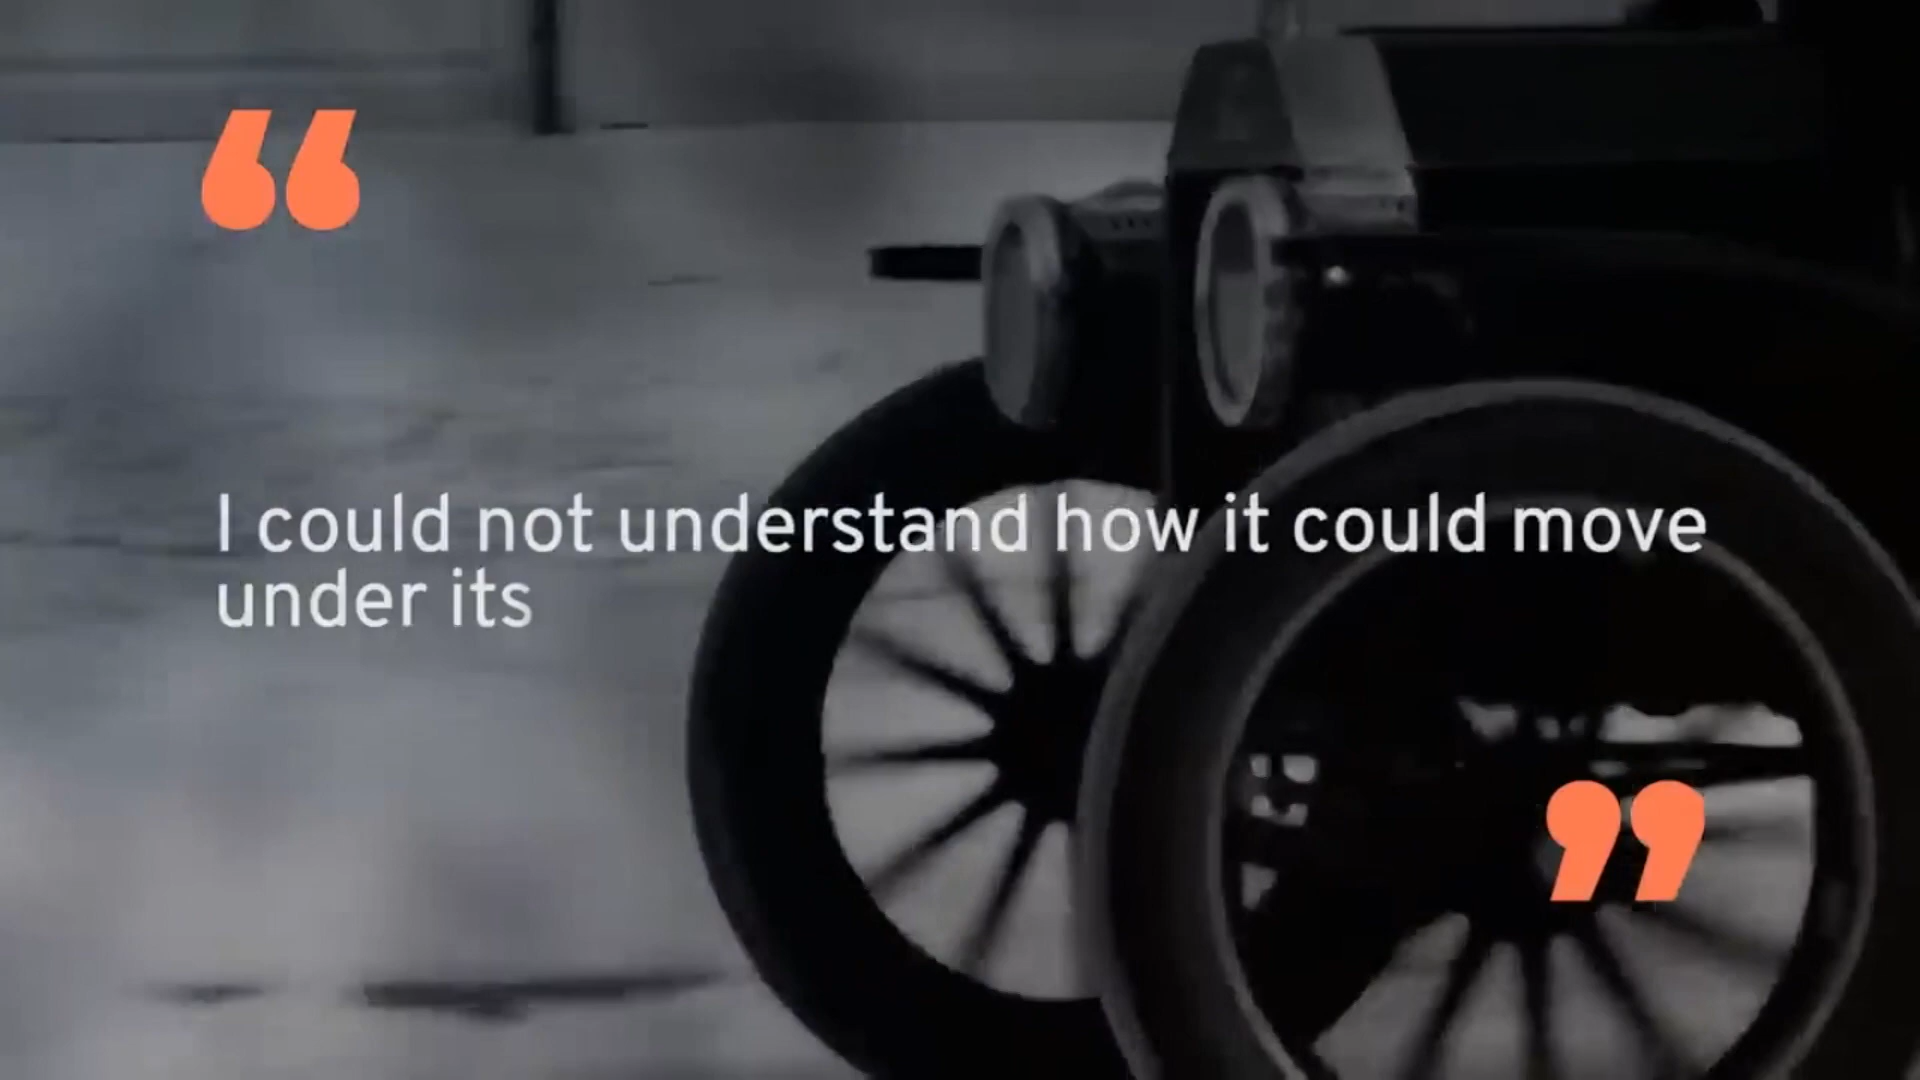 “
I could not understand how it could move
under its
”